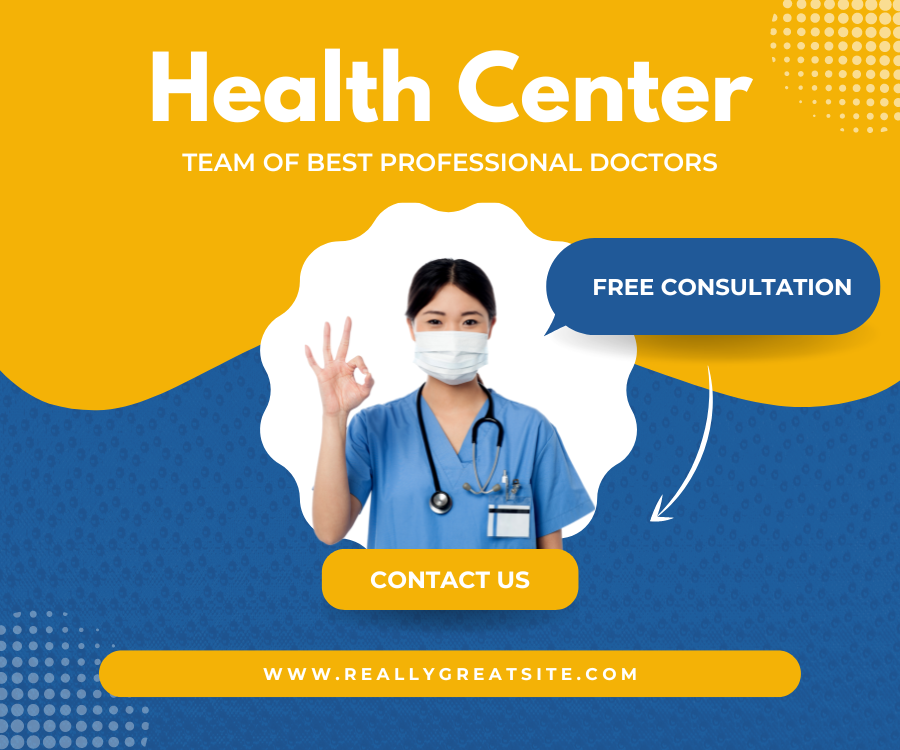 Health Center
TEAM OF BEST PROFESSIONAL DOCTORS
FREE CONSULTATION
CONTACT US
WWW.REALLYGREATSITE.COM